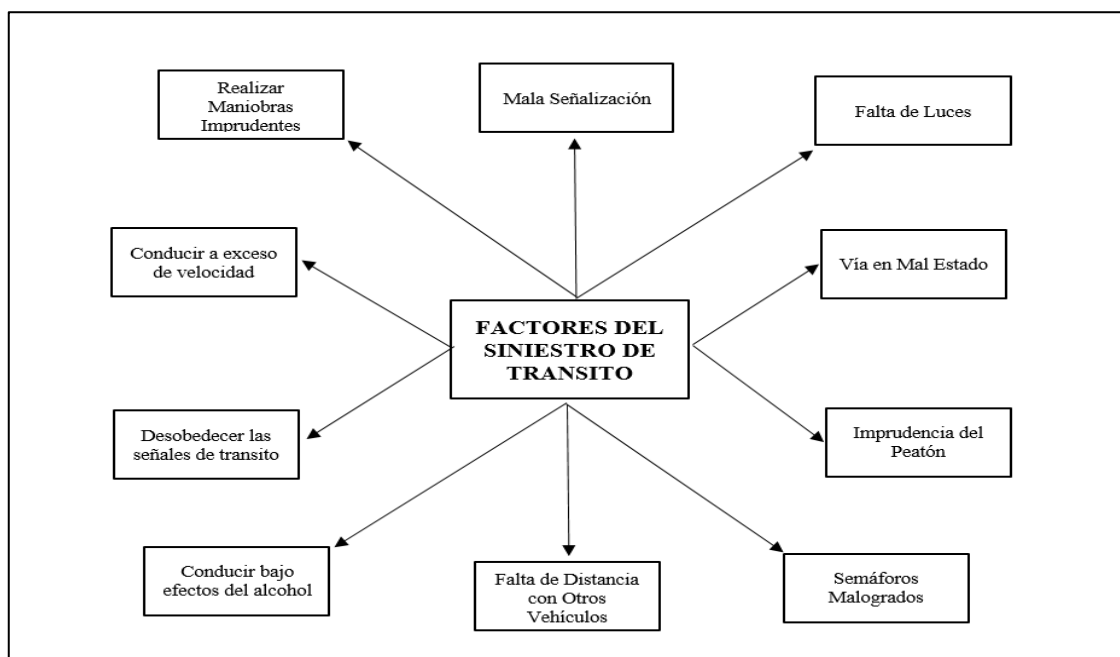 Realizar
Maniobras
Imprudentes
Mala Señalización
Falta de Luces
Conducir a exceso
de velocidad
Vía en Mal Estado
FACTORES DEL
SINIESTRO DE
TRANSITO
Desobedecer las
señales de transito
Imprudencia del
Peatón
Conducir bajo
efectos del alcohol
Falta de Distancia
con Otros
Vehículos
Semáforos
Malogrados